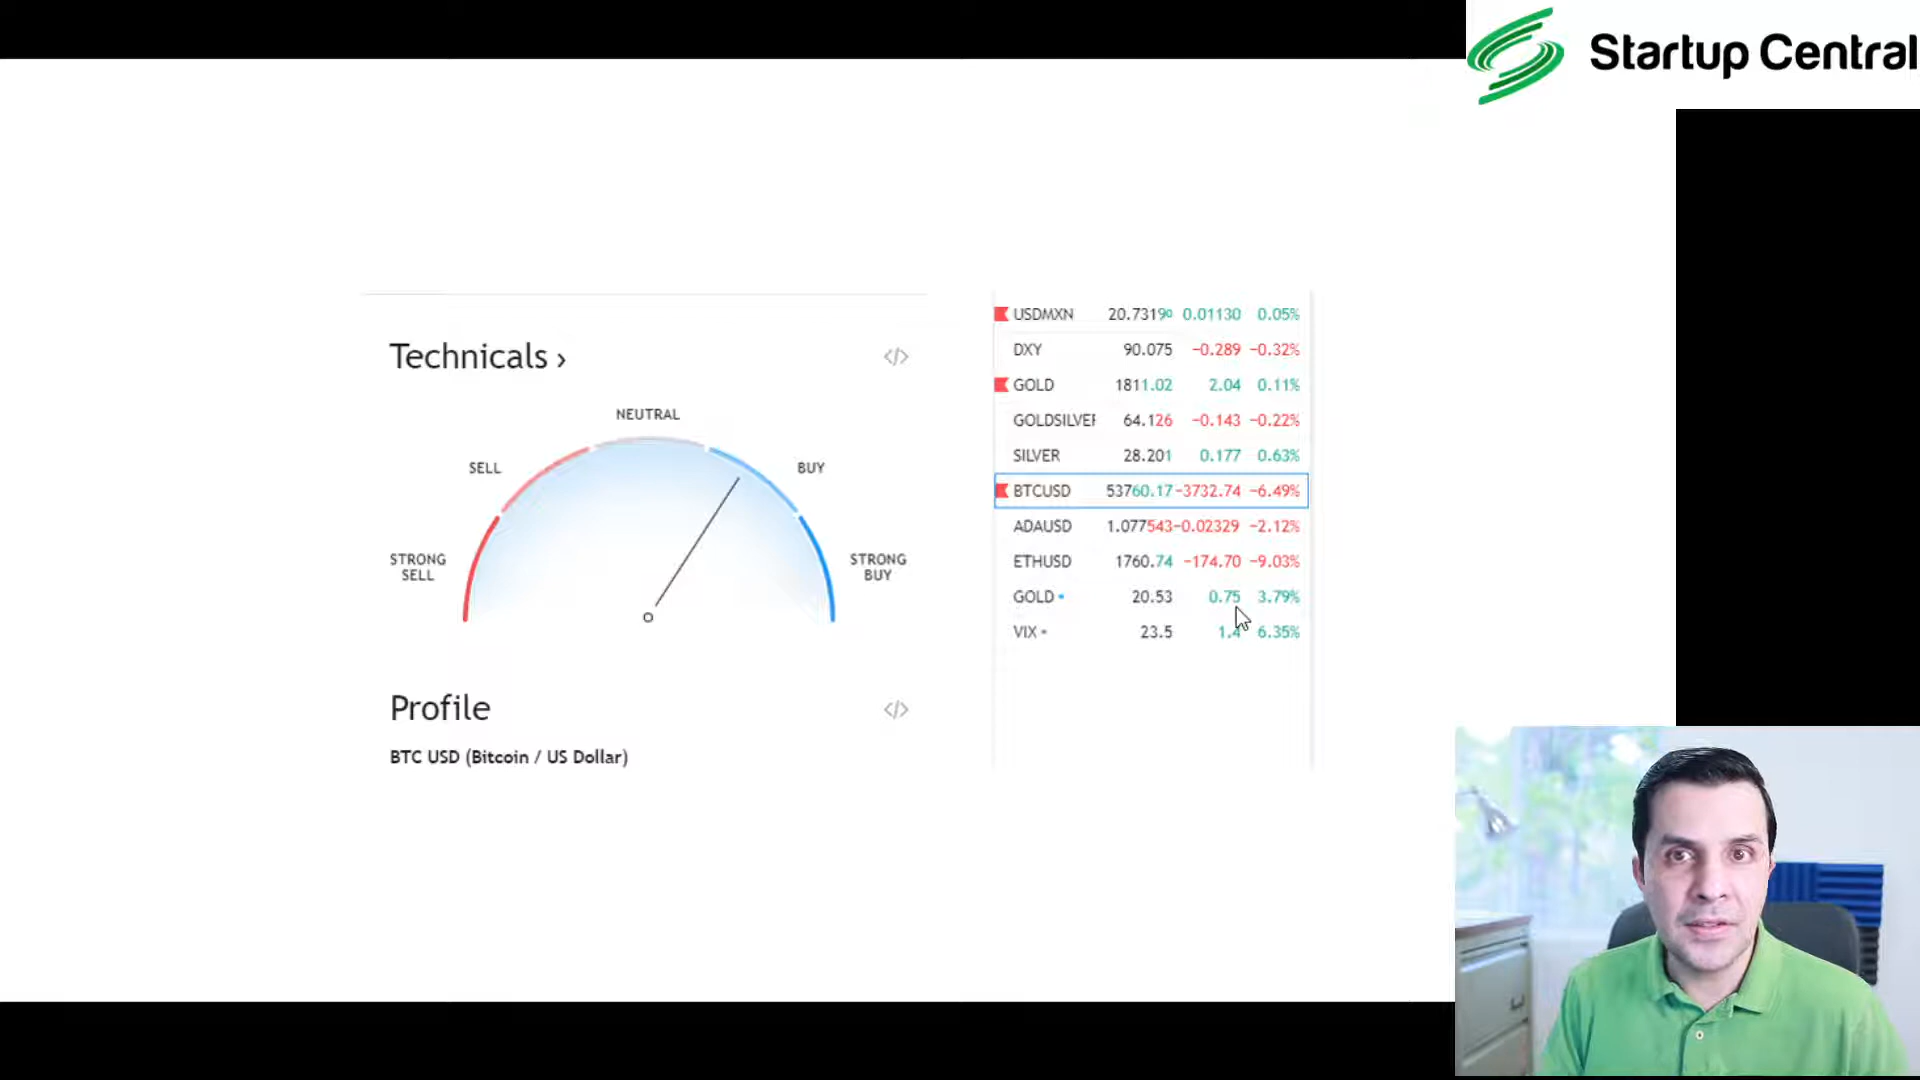 Startup Central
Technicals ›
</>
NEUTRAL
SELL
BUY
STRONG
SELL
STRONG
BUY
Profile
</>
BTC USD (Bitcoin / US Dollar)
USDMXN 20.73190 0.01130 0.05%
DXY 90.075 −0.289 −0.32%
GOLD 1811.02 2.04 0.11%
GOLDSILVER 64.126 −0.143 −0.22%
SILVER 28.201 0.177 0.63%
BTCUSD 53760.17 −3732.74 −6.49%
ADAUSD 1.077543 −0.02329 −2.12%
ETHUSD 1760.74 −174.70 −9.03%
GOLD 20.53 0.75 3.79%
VIX 23.5 1.4 6.35%